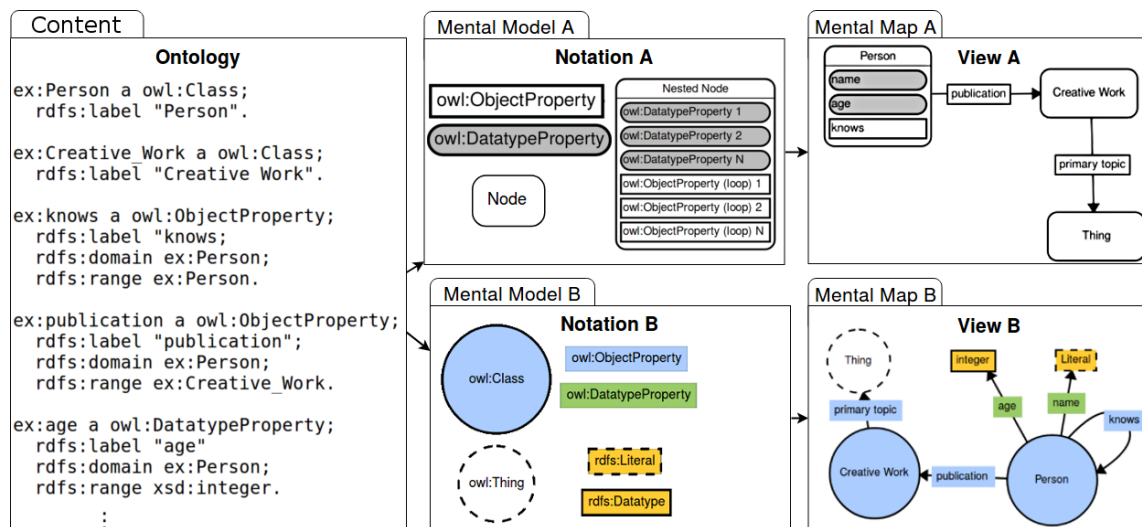 Content
Ontology
ex:Person a owl:Class;
rdfs:label "Person".
ex:Creative_Work a owl:Class;
rdfs:label "Creative Work".
ex:knows a owl:ObjectProperty;
rdfs:label "knows;
rdfs:domain ex:Person;
rdfs:range ex:Person.
ex:publication a owl:ObjectProperty;
rdfs:label "publication";
rdfs:domain ex:Person;
rdfs:range ex:Creative_Work.
ex:age a owl:DatatypeProperty;
rdfs:label "age"
rdfs:domain ex:Person;
rdfs:range xsd:integer.
⋮
Mental Model A
Notation A
owl:ObjectProperty
owl:DatatypeProperty
Node
Nested Node
owl:DatatypeProperty 1
owl:DatatypeProperty 2
owl:DatatypeProperty N
owl:ObjectProperty (loop) 1
owl:ObjectProperty (loop) 2
owl:ObjectProperty (loop) N
Mental Map A
View A
Person
name
age
knows
publication
Creative Work
primary topic
Thing
Mental Model B
Notation B
owl:Class
owl:ObjectProperty
owl:DatatypeProperty
owl:Thing
rdfs:Literal
rdfs:Datatype
Mental Map B
View B
Thing
integer
Literal
primary topic
age
name
knows
Creative Work
publication
Person